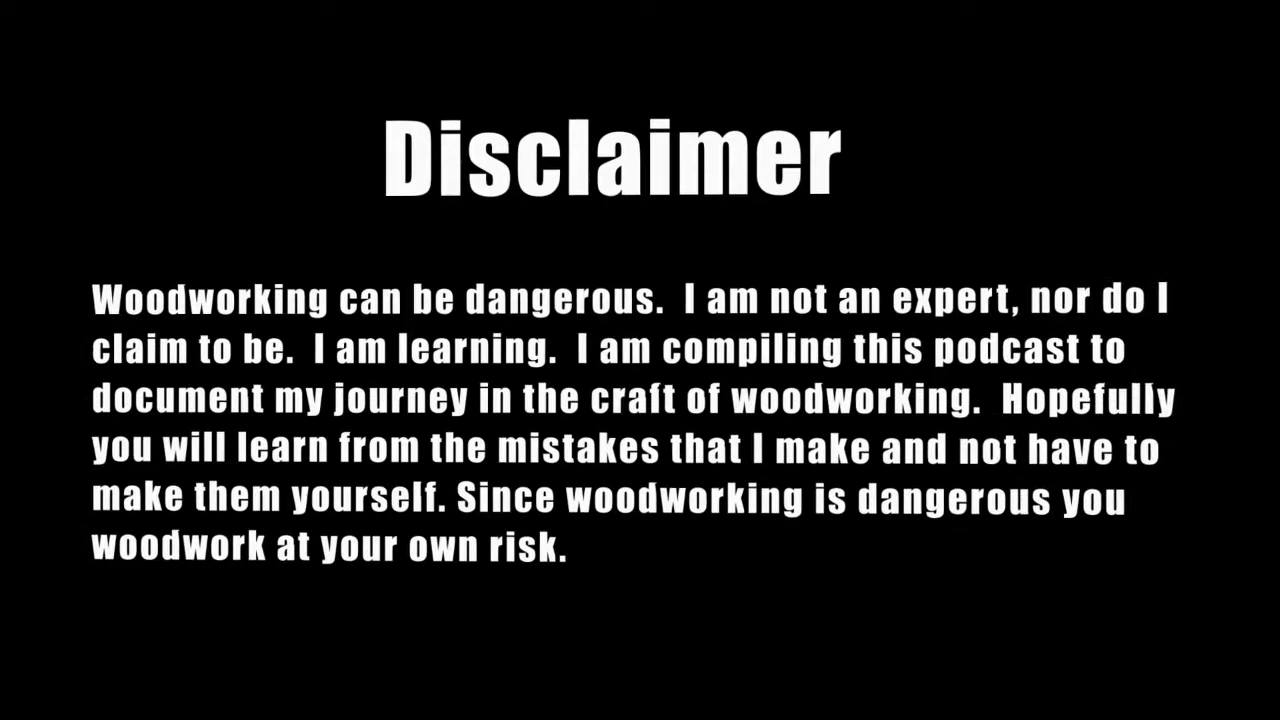 Disclaimer
Woodworking can be dangerous.  I am not an expert, nor do I
claim to be.  I am learning.  I am compiling this podcast to
document my journey in the craft of woodworking.  Hopefully
you will learn from the mistakes that I make and not have to
make them yourself. Since woodworking is dangerous you
woodwork at your own risk.